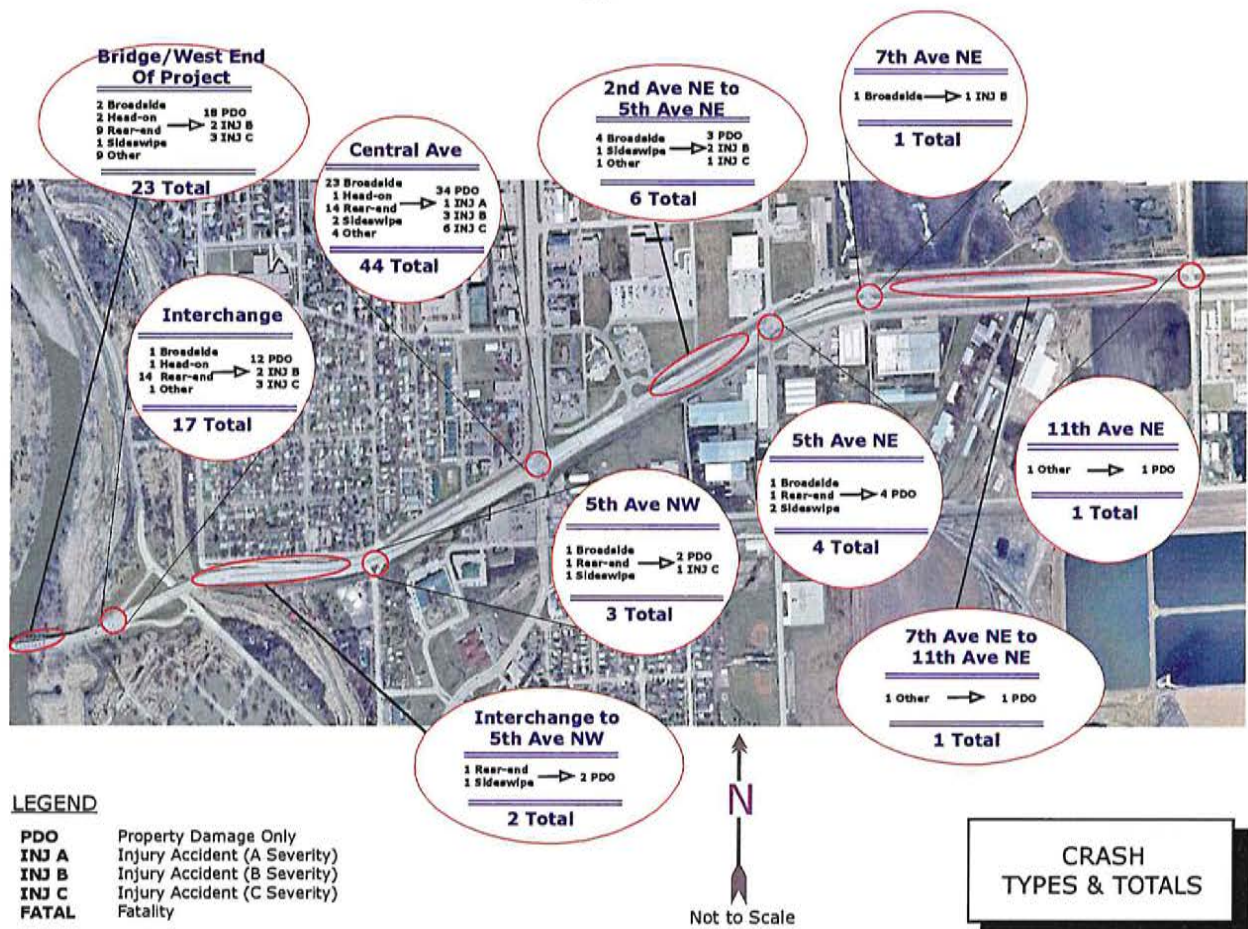 Bridge/West End
Of Project
2 Broadside
2 Head-on
9 Rear-end
1 Sideswipe
9 Other
18 PDO
2 INJ B
3 INJ C
23 Total
Central Ave
23 Broadside
1 Head-on
14 Rear-end
2 Sideswipe
4 Other
34 PDO
1 INJ A
3 INJ B
6 INJ C
44 Total
2nd Ave NE to
5th Ave NE
4 Broadside
1 Sideswipe
1 Other
3 PDO
2 INJ B
1 INJ C
6 Total
7th Ave NE
1 Broadside
1 INJ B
1 Total
Interchange
1 Broadside
1 Head-on
14 Rear-end
1 Other
12 PDO
2 INJ B
3 INJ C
17 Total
5th Ave NW
1 Broadside
1 Rear-end
1 Sideswipe
2 PDO
1 INJ C
3 Total
5th Ave NE
1 Broadside
1 Rear-end
2 Sideswipe
4 PDO
4 Total
11th Ave NE
1 Other
1 PDO
1 Total
Interchange to
5th Ave NW
1 Rear-end
1 Sideswipe
2 PDO
2 Total
7th Ave NE to
11th Ave NE
1 Other
1 PDO
1 Total
LEGEND
PDO Property Damage Only
INJ A Injury Accident (A Severity)
INJ B Injury Accident (B Severity)
INJ C Injury Accident (C Severity)
FATAL Fatality
N
Not to Scale
CRASH
TYPES & TOTALS